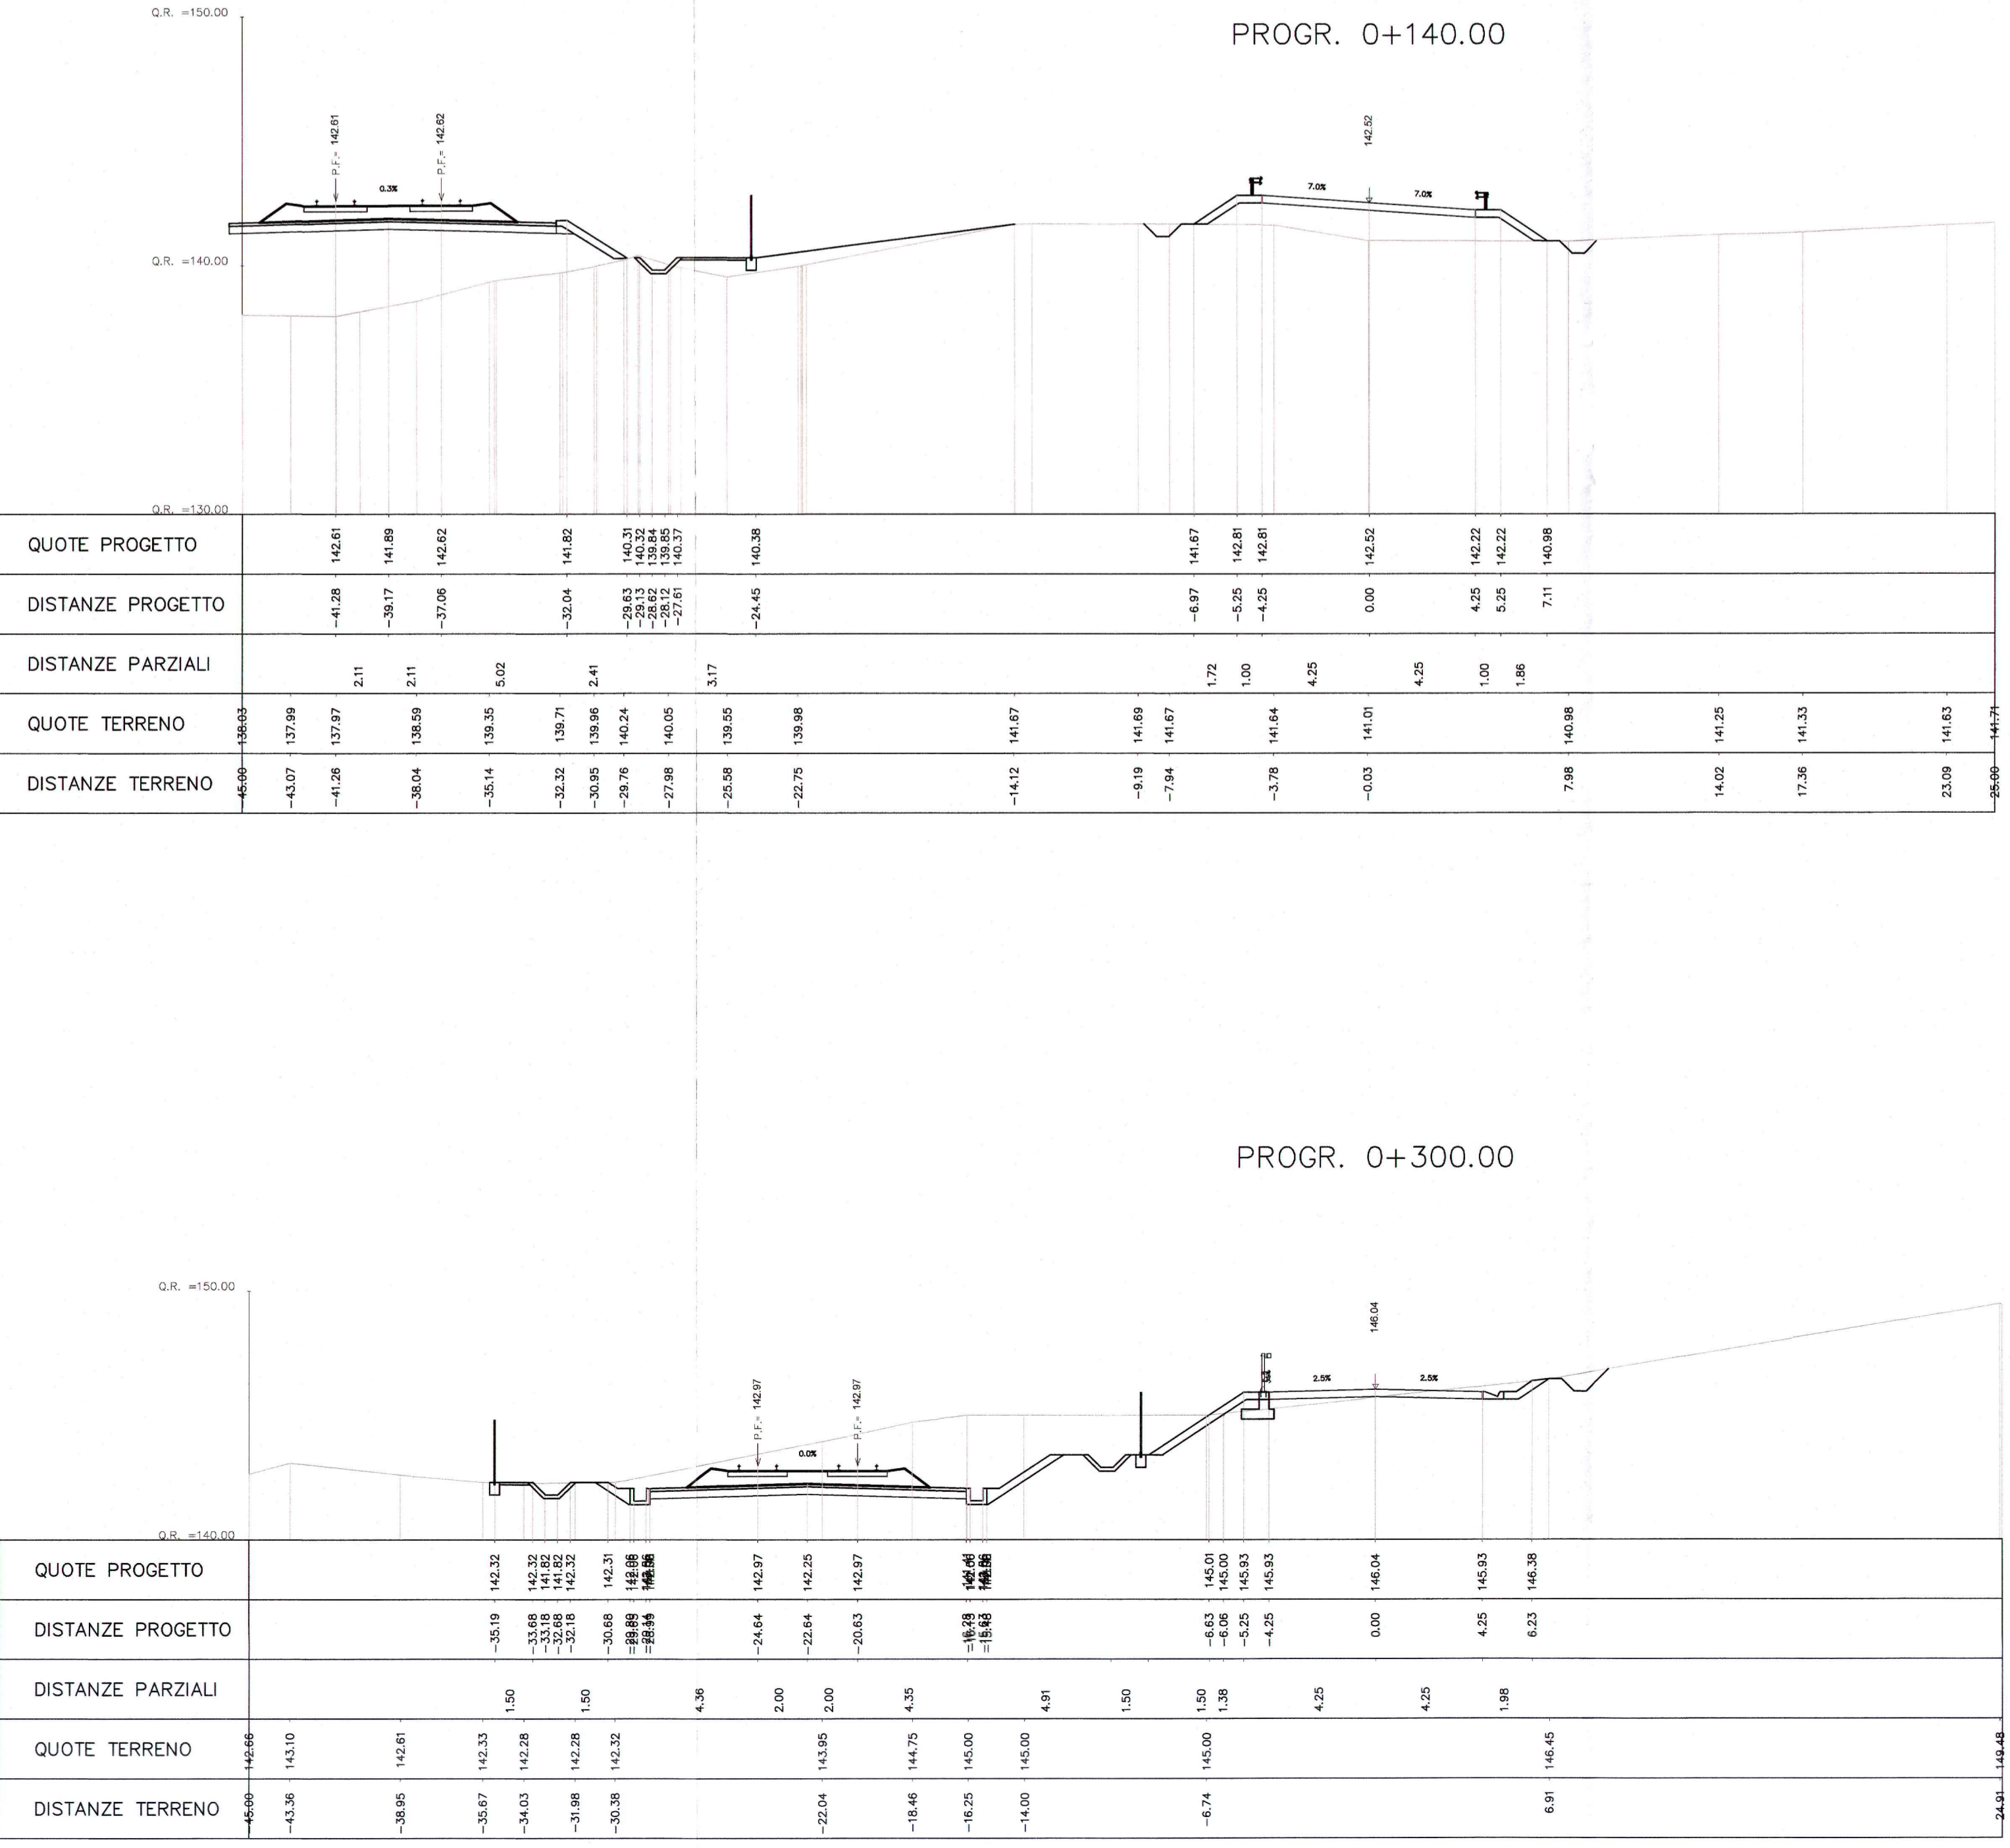 Q.R. =150.00
PROGR. 0+140.00
P.F.= 142.61
P.F.= 142.62
142.52
0.3%
7.0%
7.0%
Q.R. =140.00
Q.R. =130.00
QUOTE PROGETTO 142.61 141.89 142.62 141.82 140.31 140.32 139.84 139.85 140.37 140.38 141.67 142.81 142.81 142.52 142.22 142.22 140.98
DISTANZE PROGETTO -41.28 -39.17 -37.06 -32.04 -29.63 -29.13 -28.62 -28.12 -27.61 -24.45 -6.97 -5.25 -4.25 0.00 4.25 5.25 7.11
DISTANZE PARZIALI 2.11 2.11 5.02 2.41 3.17 1.72 1.00 4.25 4.25 1.00 1.86
QUOTE TERRENO 138.03 137.99 137.97 138.59 139.35 139.71 139.96 140.24 140.05 139.55 139.98 141.67 141.69 141.67 141.64 141.01 140.98 141.25 141.33 141.63 141.71
DISTANZE TERRENO -45.00 -43.07 -41.26 -38.04 -35.14 -32.32 -30.95 -29.76 -27.98 -25.58 -22.75 -14.12 -9.19 -7.94 -3.78 -0.03 7.98 14.02 17.36 23.09 25.00
PROGR. 0+300.00
Q.R. =150.00
146.04
P.F.= 142.97
P.F.= 142.97
2.5%
2.5%
0.0%
Q.R. =140.00
QUOTE PROGETTO 142.32 142.32 141.82 141.82 142.32 142.31 142.06 142.97 142.25 142.97 145.01 145.00 145.93 145.93 146.04 145.93 146.38
DISTANZE PROGETTO -35.19 -33.68 -33.18 -32.68 -32.18 -30.68 -24.64 -22.64 -20.63 -6.63 -6.06 -5.25 -4.25 0.00 4.25 6.23
DISTANZE PARZIALI 1.50 1.50 4.36 2.00 2.00 4.35 4.91 1.50 1.50 1.38 4.25 4.25 1.98
QUOTE TERRENO 142.66 143.10 142.61 142.33 142.28 142.28 142.32 143.95 144.75 145.00 145.00 145.00 146.45 149.48
DISTANZE TERRENO -45.00 -43.36 -38.95 -35.67 -34.03 -31.98 -30.38 -22.04 -18.46 -16.25 -14.00 -6.74 6.91 24.91